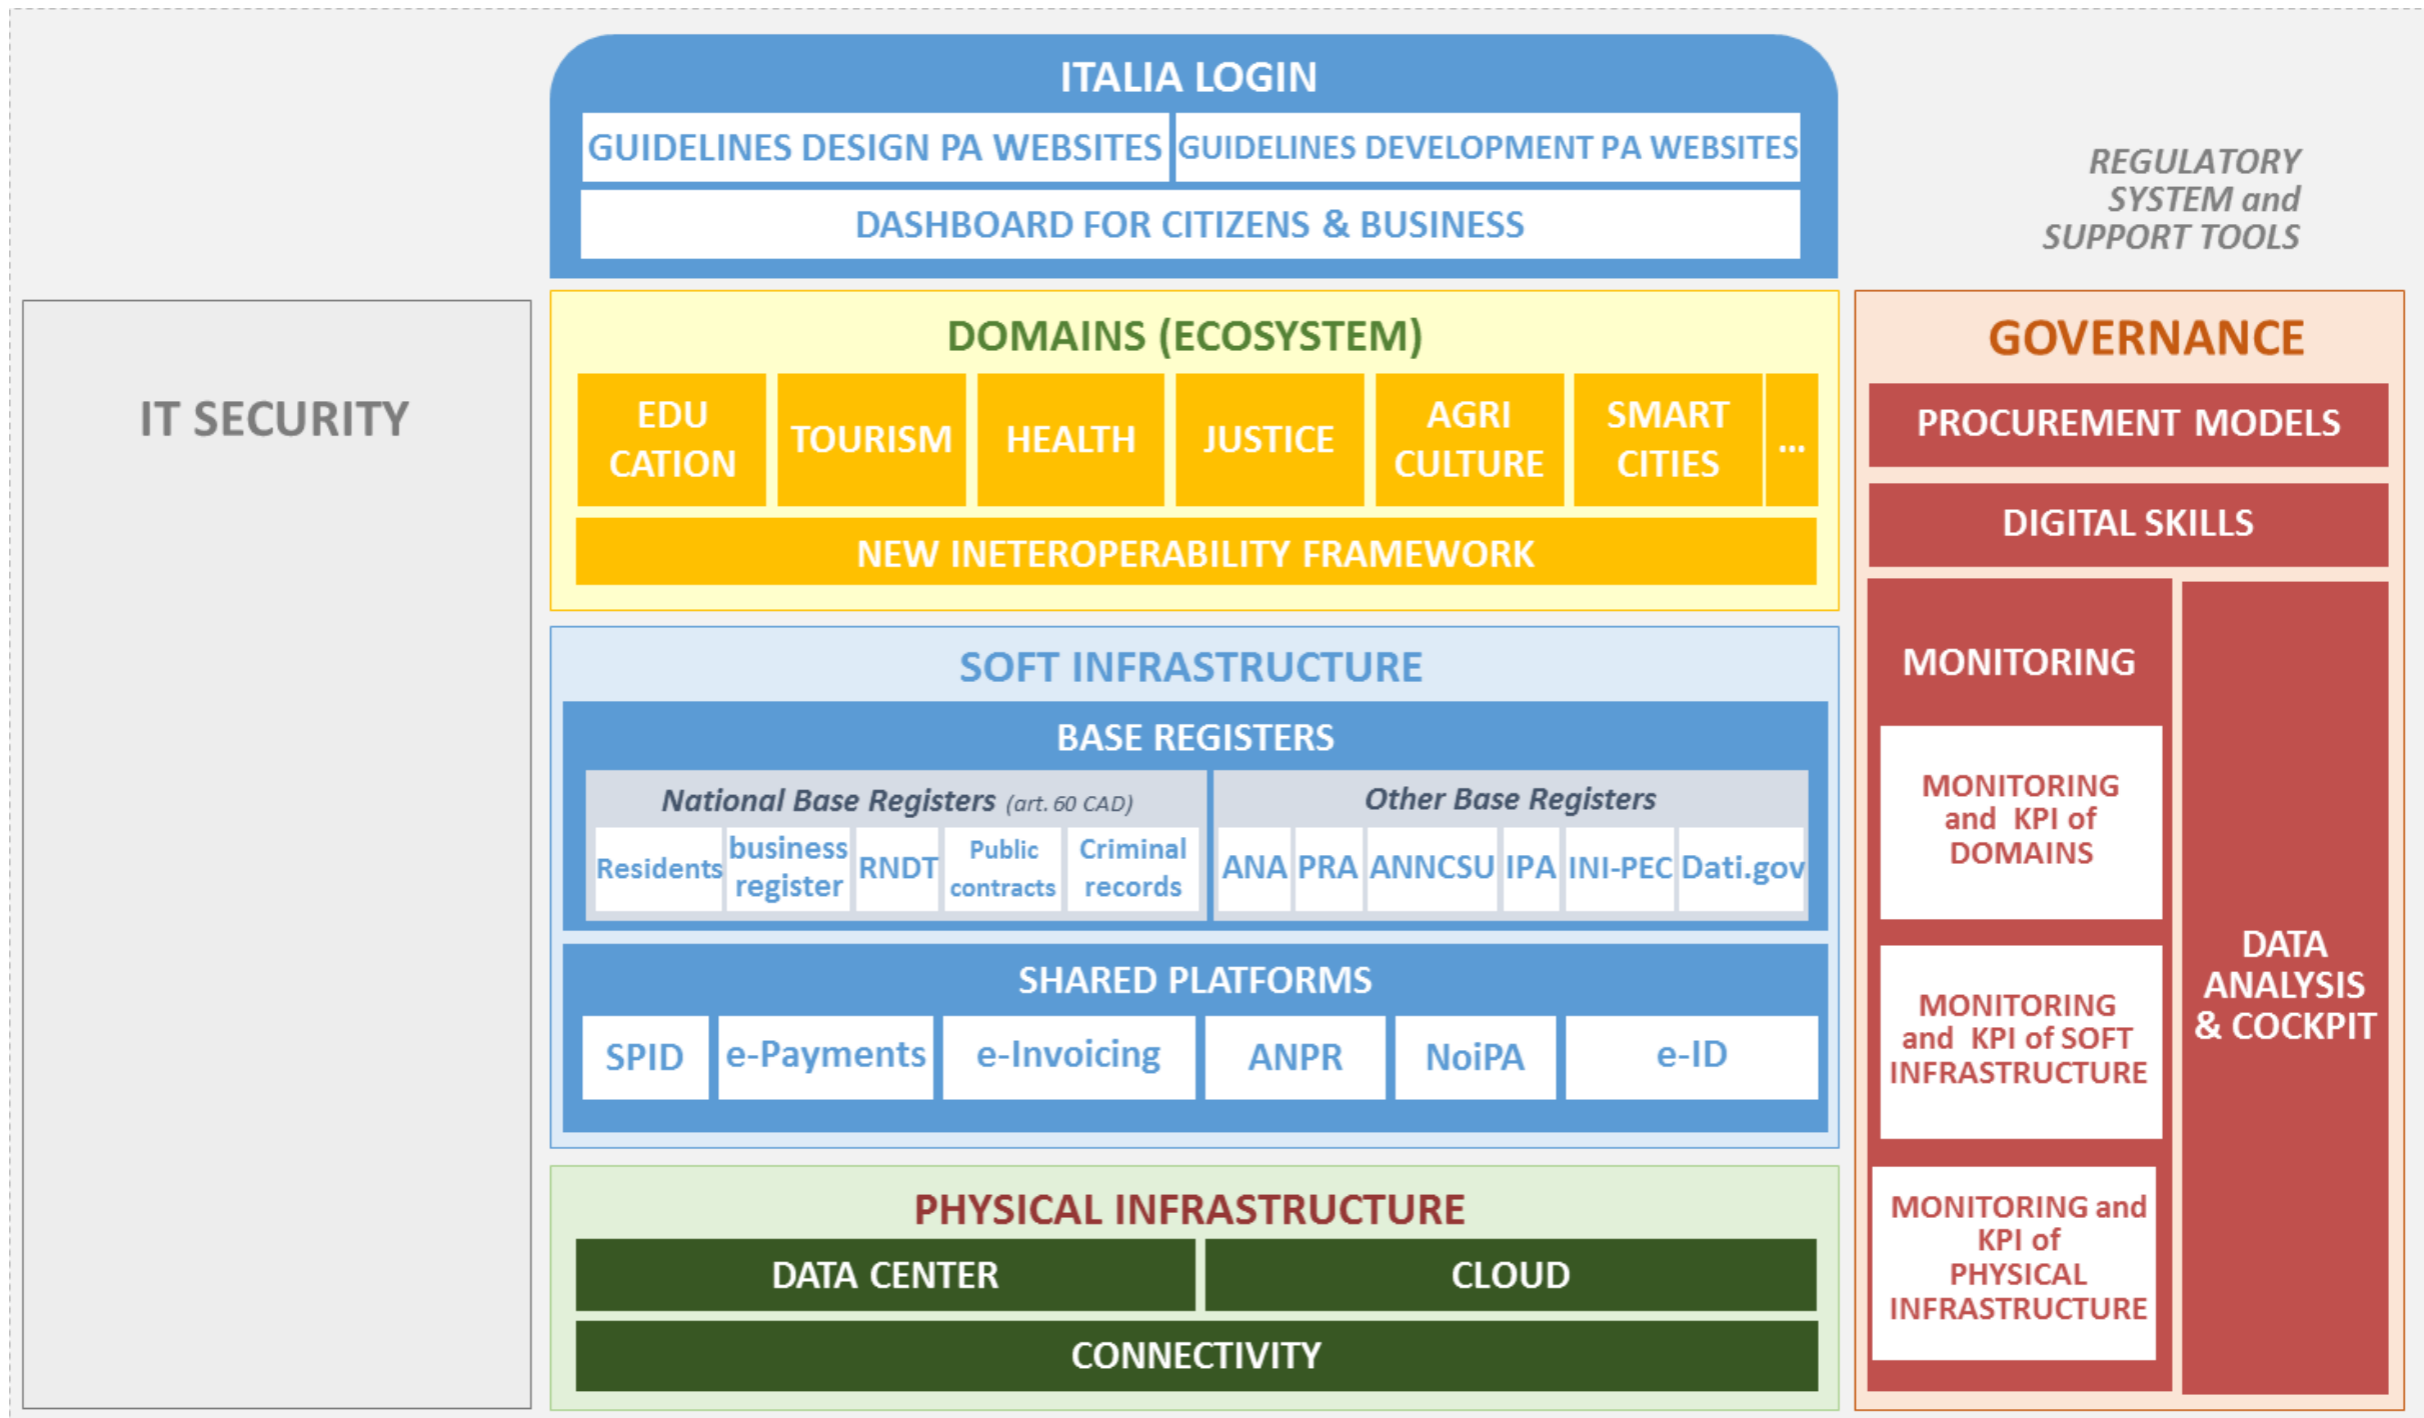 ITALIA LOGIN
GUIDELINES DESIGN PA WEBSITES
GUIDELINES DEVELOPMENT PA WEBSITES
DASHBOARD FOR CITIZENS & BUSINESS
REGULATORY
SYSTEM and
SUPPORT TOOLS
IT SECURITY
DOMAINS (ECOSYSTEM)
EDU
CATION
TOURISM
HEALTH
JUSTICE
AGRI
CULTURE
SMART
CITIES
...
NEW INETEROPERABILITY FRAMEWORK
SOFT INFRASTRUCTURE
BASE REGISTERS
National Base Registers (art. 60 CAD)
Residents
business
register
RNDT
Public
contracts
Criminal
records
Other Base Registers
ANA
PRA
ANNCSU
IPA
INI-PEC
Dati.gov
SHARED PLATFORMS
SPID
e-Payments
e-Invoicing
ANPR
NoiPA
e-ID
PHYSICAL INFRASTRUCTURE
DATA CENTER
CLOUD
CONNECTIVITY
GOVERNANCE
PROCUREMENT MODELS
DIGITAL SKILLS
MONITORING
MONITORING
and KPI of
DOMAINS
MONITORING
and KPI of SOFT
INFRASTRUCTURE
MONITORING and
KPI of
PHYSICAL
INFRASTRUCTURE
DATA
ANALYSIS
& COCKPIT